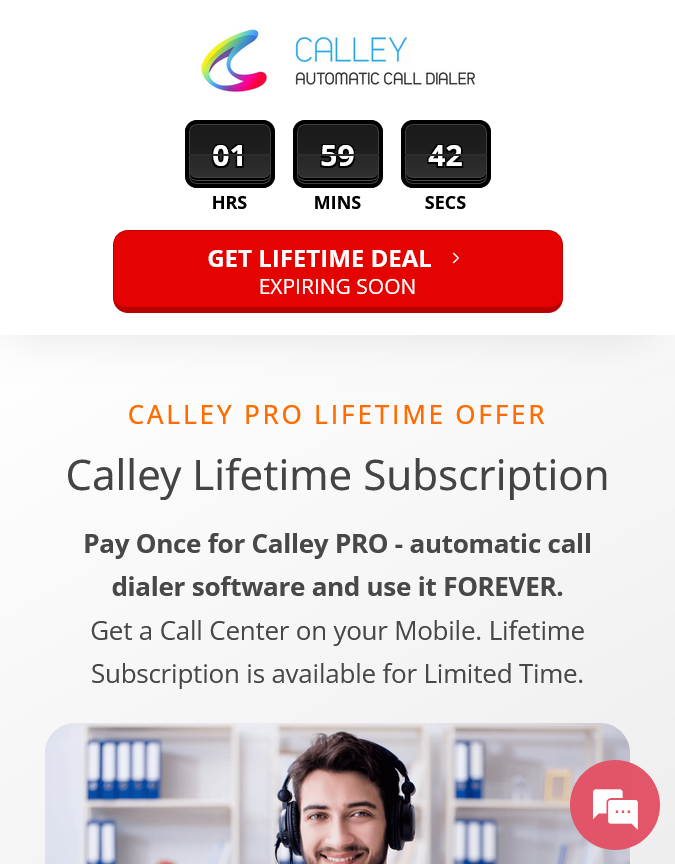 CALLEY
AUTOMATIC CALL DIALER
01 59 42
HRS MINS SECS
GET LIFETIME DEAL
EXPIRING SOON
CALLEY PRO LIFETIME OFFER
Calley Lifetime Subscription
Pay Once for Calley PRO - automatic call
dialer software and use it FOREVER.
Get a Call Center on your Mobile. Lifetime
Subscription is available for Limited Time.